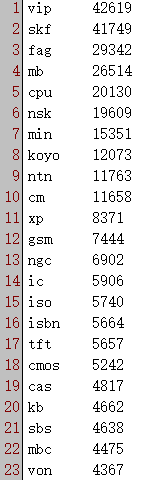 1 vip 42619
2 skf 41749
3 fag 29342
4 mb 26514
5 cpu 20130
6 nsk 19609
7 min 15351
8 koyo 12073
9 ntn 11763
10 cm 11658
11 xp 8371
12 gsm 7444
13 ngc 6902
14 ic 5906
15 iso 5740
16 isbn 5664
17 tft 5657
18 cmos 5242
19 cas 4817
20 kb 4662
21 sbs 4638
22 mbc 4475
23 von 4367